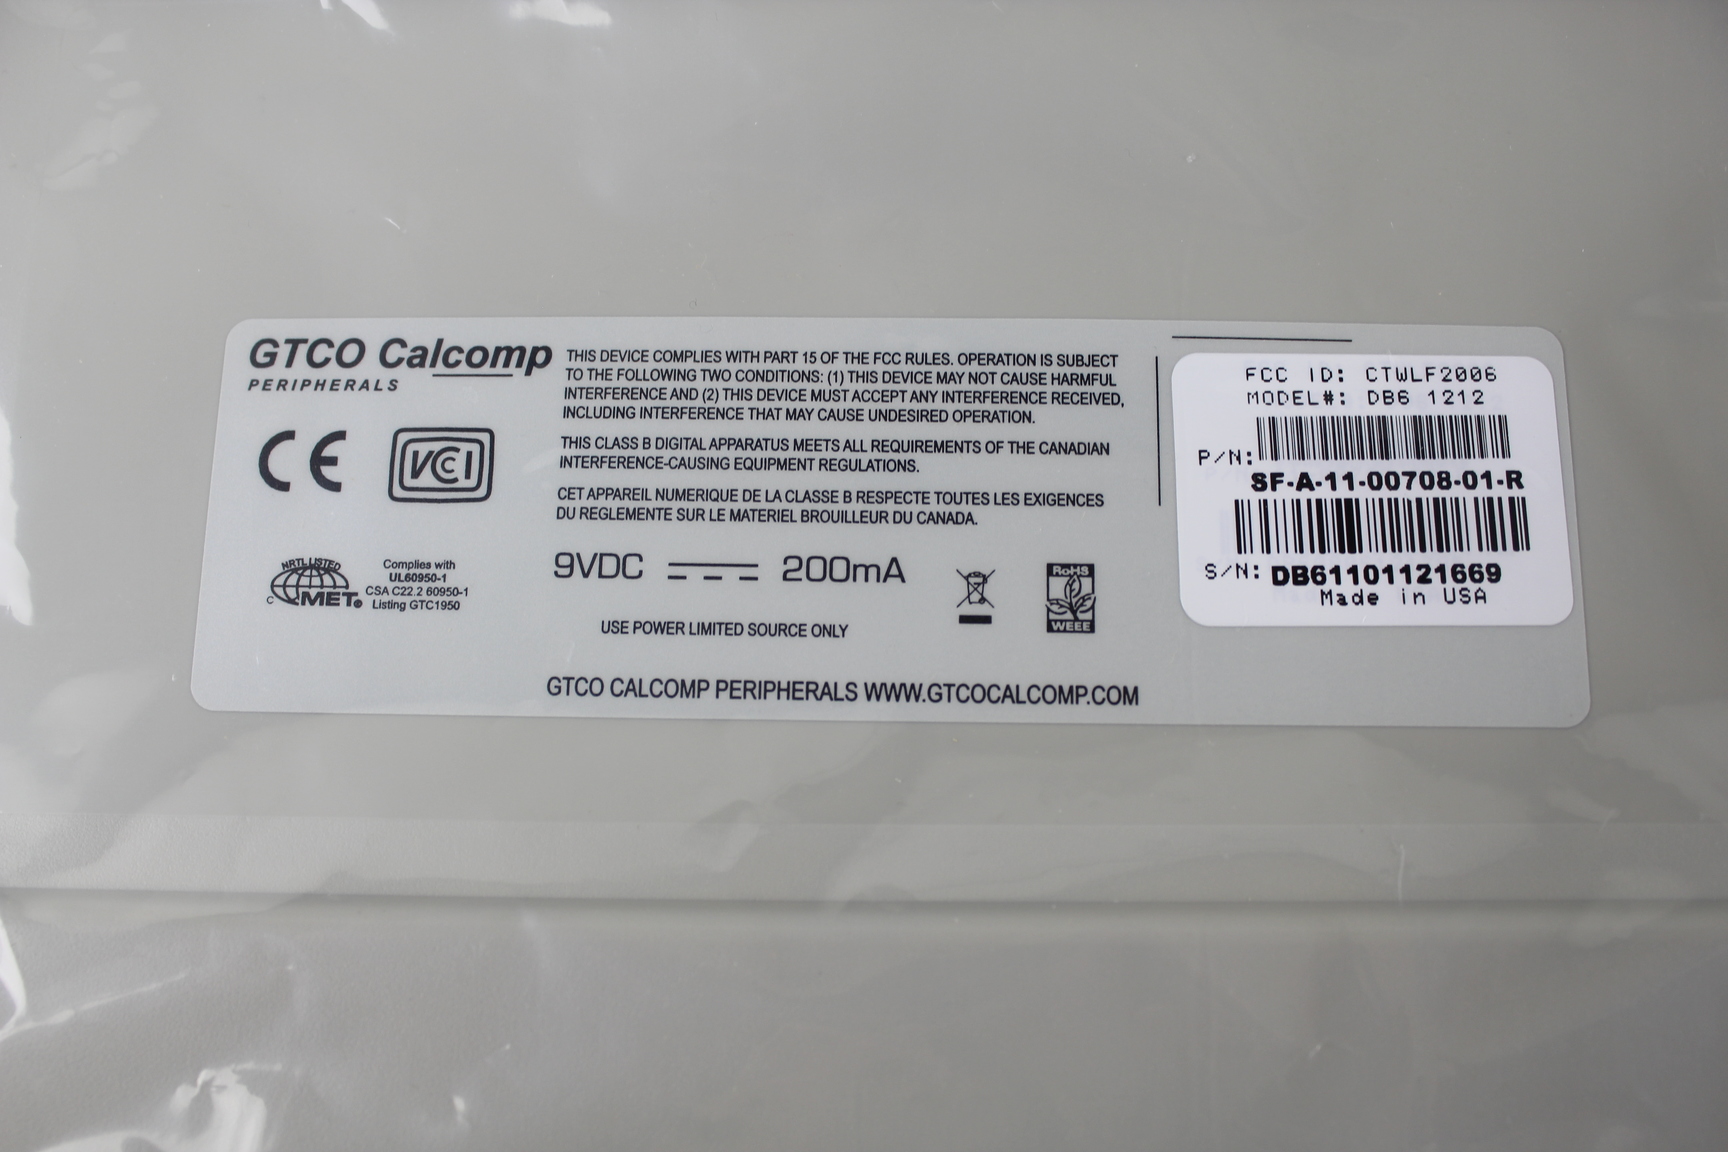 GTCO Calcomp
PERIPHERALS
THIS DEVICE COMPLIES WITH PART 15 OF THE FCC RULES. OPERATION IS SUBJECT
TO THE FOLLOWING TWO CONDITIONS: (1) THIS DEVICE MAY NOT CAUSE HARMFUL
INTERFERENCE AND (2) THIS DEVICE MUST ACCEPT ANY INTERFERENCE RECEIVED,
INCLUDING INTERFERENCE THAT MAY CAUSE UNDESIRED OPERATION.
THIS CLASS B DIGITAL APPARATUS MEETS ALL REQUIREMENTS OF THE CANADIAN
INTERFERENCE-CAUSING EQUIPMENT REGULATIONS.
CET APPAREIL NUMERIQUE DE LA CLASSE B RESPECTE TOUTES LES EXIGENCES
DU REGLEMENTE SUR LE MATERIEL BROUILLEUR DU CANADA.
CE
VCCI
NRTL LISTED
C MET®
Complies with
UL60950-1
CSA C22.2 60950-1
Listing GTC1950
9VDC 200mA
USE POWER LIMITED SOURCE ONLY
RoHS
WEEE
GTCO CALCOMP PERIPHERALS WWW.GTCOCALCOMP.COM
FCC ID: CTWLF2006
MODEL#: DB6 1212
P/N:
SF-A-11-00708-01-R
S/N: DB61101121669
Made in USA